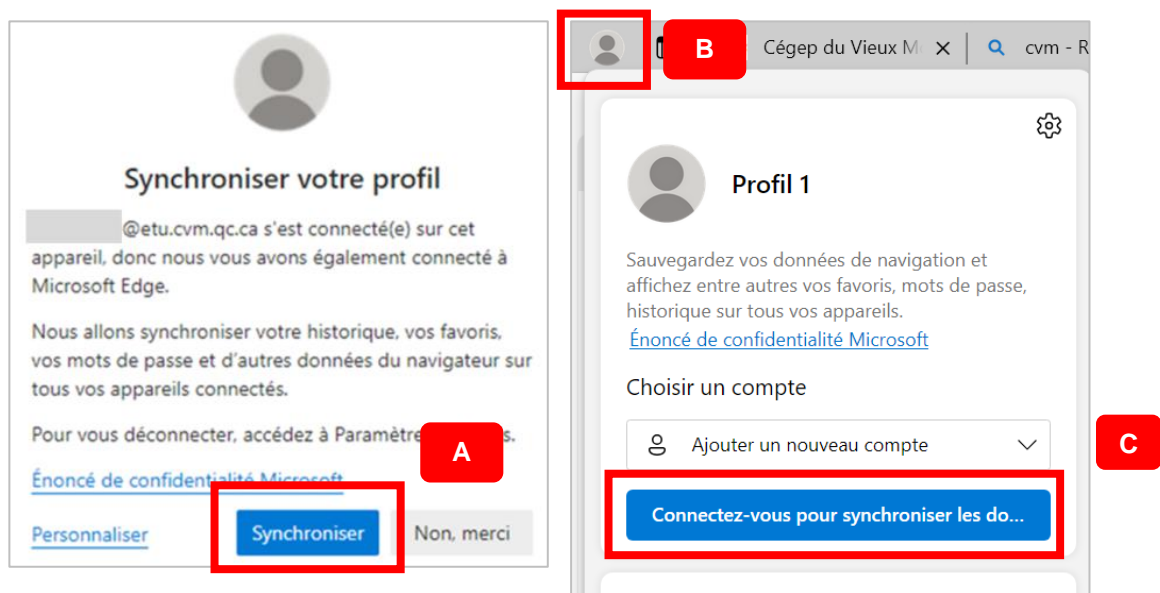 Synchroniser votre profil
@etu.cvm.qc.ca s'est connecté(e) sur cet
appareil, donc nous vous avons également connecté à
Microsoft Edge.
Nous allons synchroniser votre historique, vos favoris,
vos mots de passe et d'autres données du navigateur sur
tous vos appareils connectés.
Pour vous déconnecter, accédez à
A
Énoncé de confidentialité Microsoft
Personnaliser
Synchroniser
Non, merci
B
Cégep du Vieux
cvm - R
Profil 1
Sauvegardez vos données de navigation et
affichez entre autres vos favoris, mots de passe,
historique sur tous vos appareils.
Énoncé de confidentialité Microsoft
Choisir un compte
Ajouter un nouveau compte
C
Connectez-vous pour synchroniser les do...